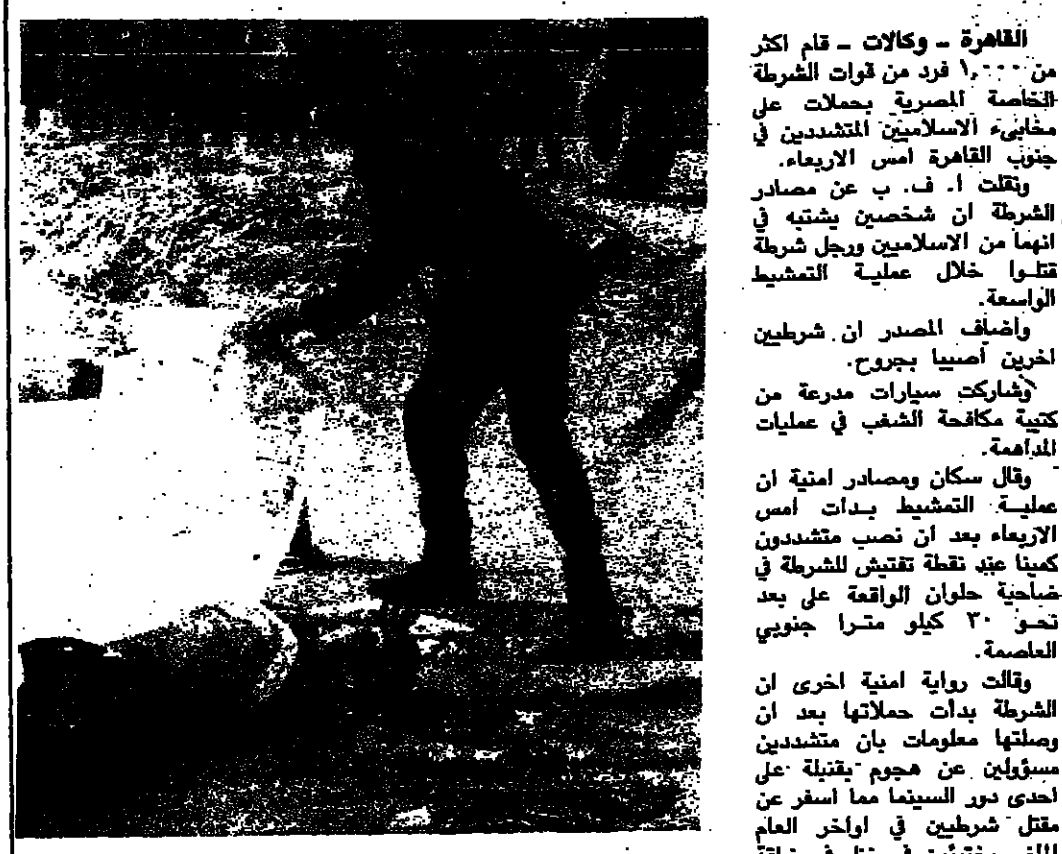 القاهرة - وكالات - قام اكثر
من ١,٠٠٠ فرد من قوات الشرطة
الخاصة المصرية بحملات على
مخابىء الاسلاميين المتشددين في
جنوب القاهرة امس الاربعاء.
ونقلت ا. ف. ب عن مصادر
الشرطة ان شخصين يشتبه في
انهما من الاسلاميين ورجل شرطة
قتلوا خلال عملية التمشيط
الواسعة.
واضاف المصدر ان شرطيين
اخرين أصيبا بجروح.
وشاركت سيارات مدرعة من
كتيبة مكافحة الشغب في عمليات
المداهمة.
وقال سكان ومصادر امنية ان
عملية التمشيط بدات امس
الاربعاء بعد ان نصب متشددون
كمينا عند نقطة تفتيش للشرطة في
ضاحية حلوان الواقعة على بعد
نحو ٣٠ كيلو مترا جنوبي
العاصمة.
وقالت رواية امنية اخرى ان
الشرطة بدأت حملاتها بعد ان
وصلتها معلومات بان متشددين
مسؤولين عن هجوم بقنبلة على
احدى دور السينما مما اسفر عن
مقتل شرطيين في اواخر العام